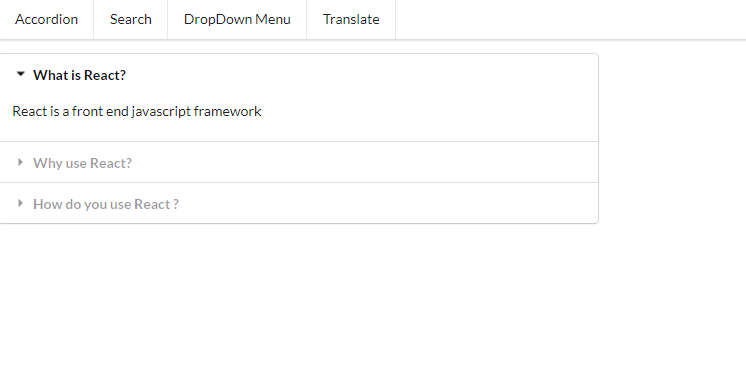 Accordion Search DropDown Menu Translate
What is React?
React is a front end javascript framework
Why use React?
How do you use React ?